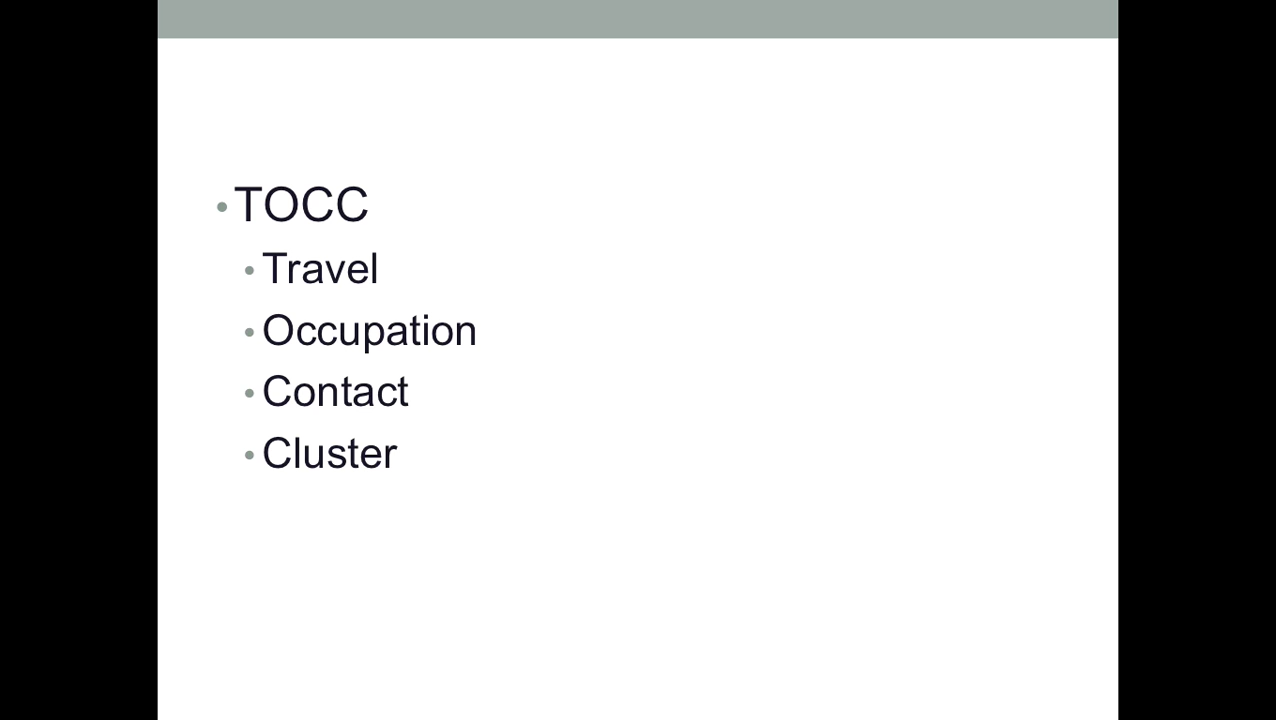 • TOCC
• Travel
• Occupation
• Contact
• Cluster